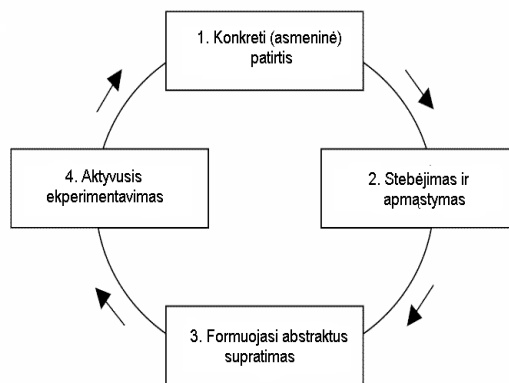 1. Konkreti (asmeninė)
patirtis
2. Stebėjimas ir
apmąstymas
3. Formuojasi abstraktus
supratimas
4. Aktyvusis
ekperimentavimas